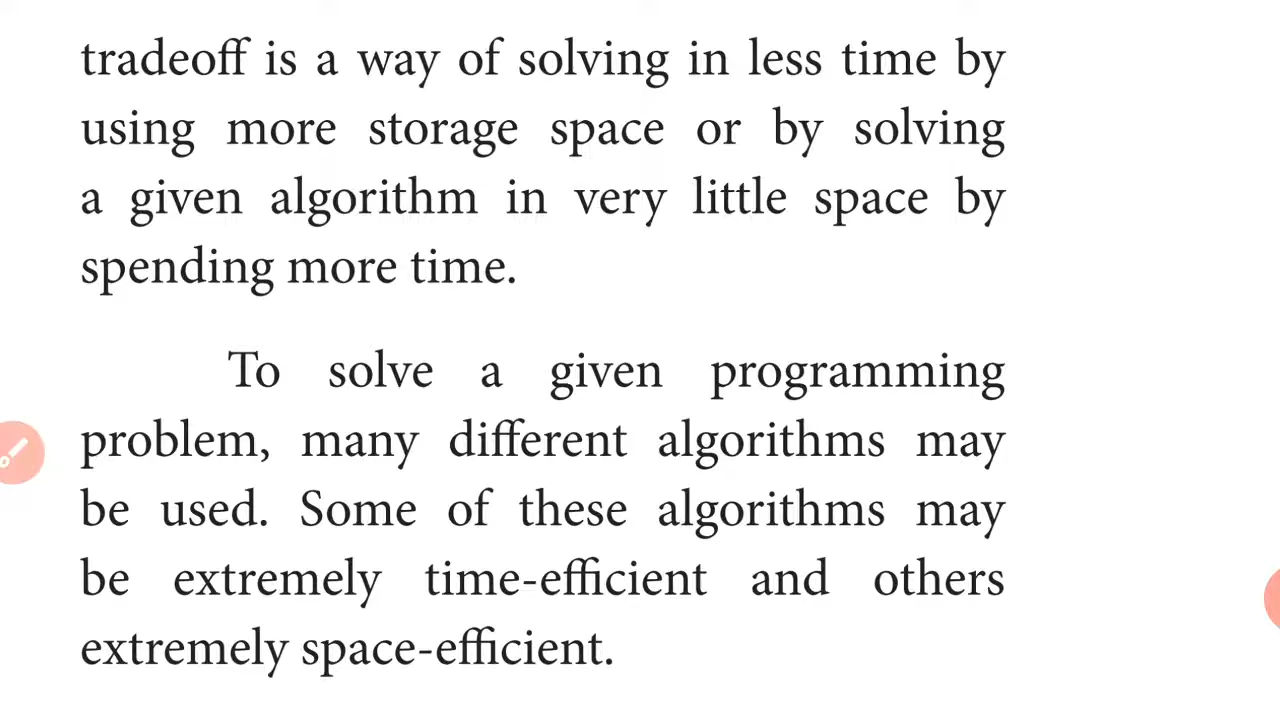 tradeoff is a way of solving in less time by
using more storage space or by solving
a given algorithm in very little space by
spending more time.
To solve a given programming
problem, many different algorithms may
be used. Some of these algorithms may
be extremely time-efficient and others
extremely space-efficient.